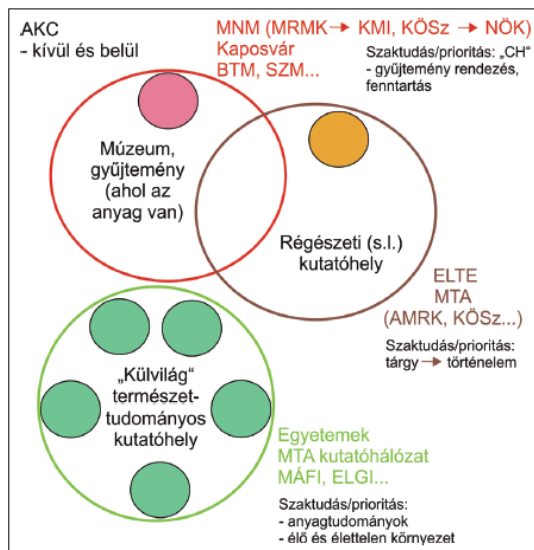 AKC
- kívül és belül
MNM (MRMK → KMI, KÖSz → NÖK)
Kaposvár
BTM, SZM...
Szaktudás/prioritás: „CH“
- gyűjtemény rendezés,
fenntartás
Múzeum,
gyűjtemény
(ahol az
anyag van)
Régészeti (s.l.)
kutatóhely
ELTE
MTA
(AMRK, KÖSz...)
Szaktudás/prioritás:
tárgy → történelem
„Külvilág“
természet-
tudományos
kutatóhely
Egyetemek
MTA kutatóhálózat
MÁFI, ELGI...
Szaktudás/prioritás:
- anyagtudományok
- élő és élettelen környezet